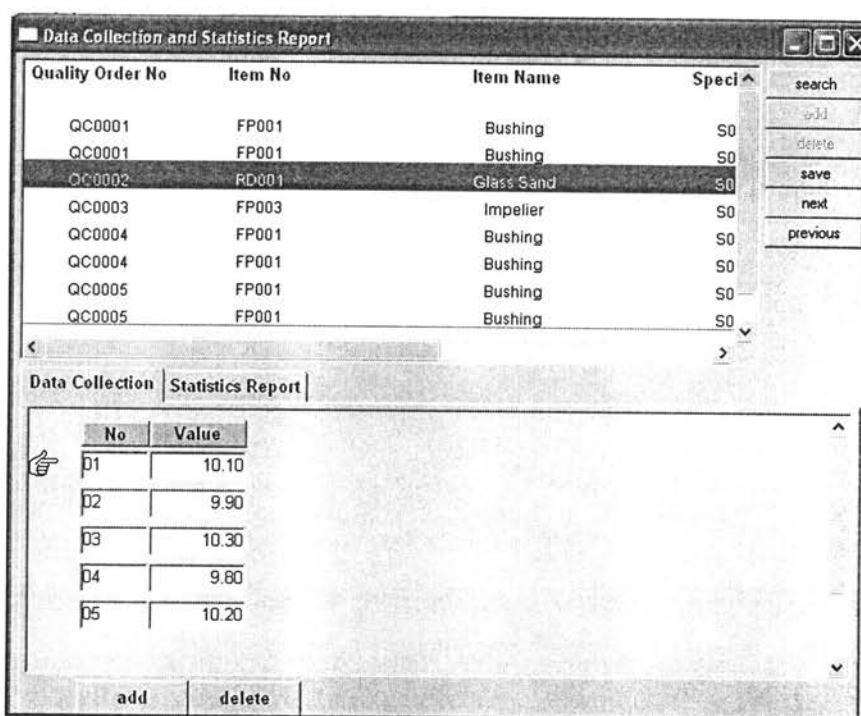 Data Collection and Statistics Report
Quality Order No Item No Item Name Speci
QC0001 FP001 Bushing S0
QC0001 FP001 Bushing S0
QC0002 RD001 Glass Sand S0
QC0003 FP003 Impelier S0
QC0004 FP001 Bushing S0
QC0004 FP001 Bushing S0
QC0005 FP001 Bushing S0
QC0005 FP001 Bushing S0
search
add
delete
save
next
previous
Data Collection Statistics Report
No Value
01 10.10
02 9.90
03 10.30
04 9.80
05 10.20
add delete